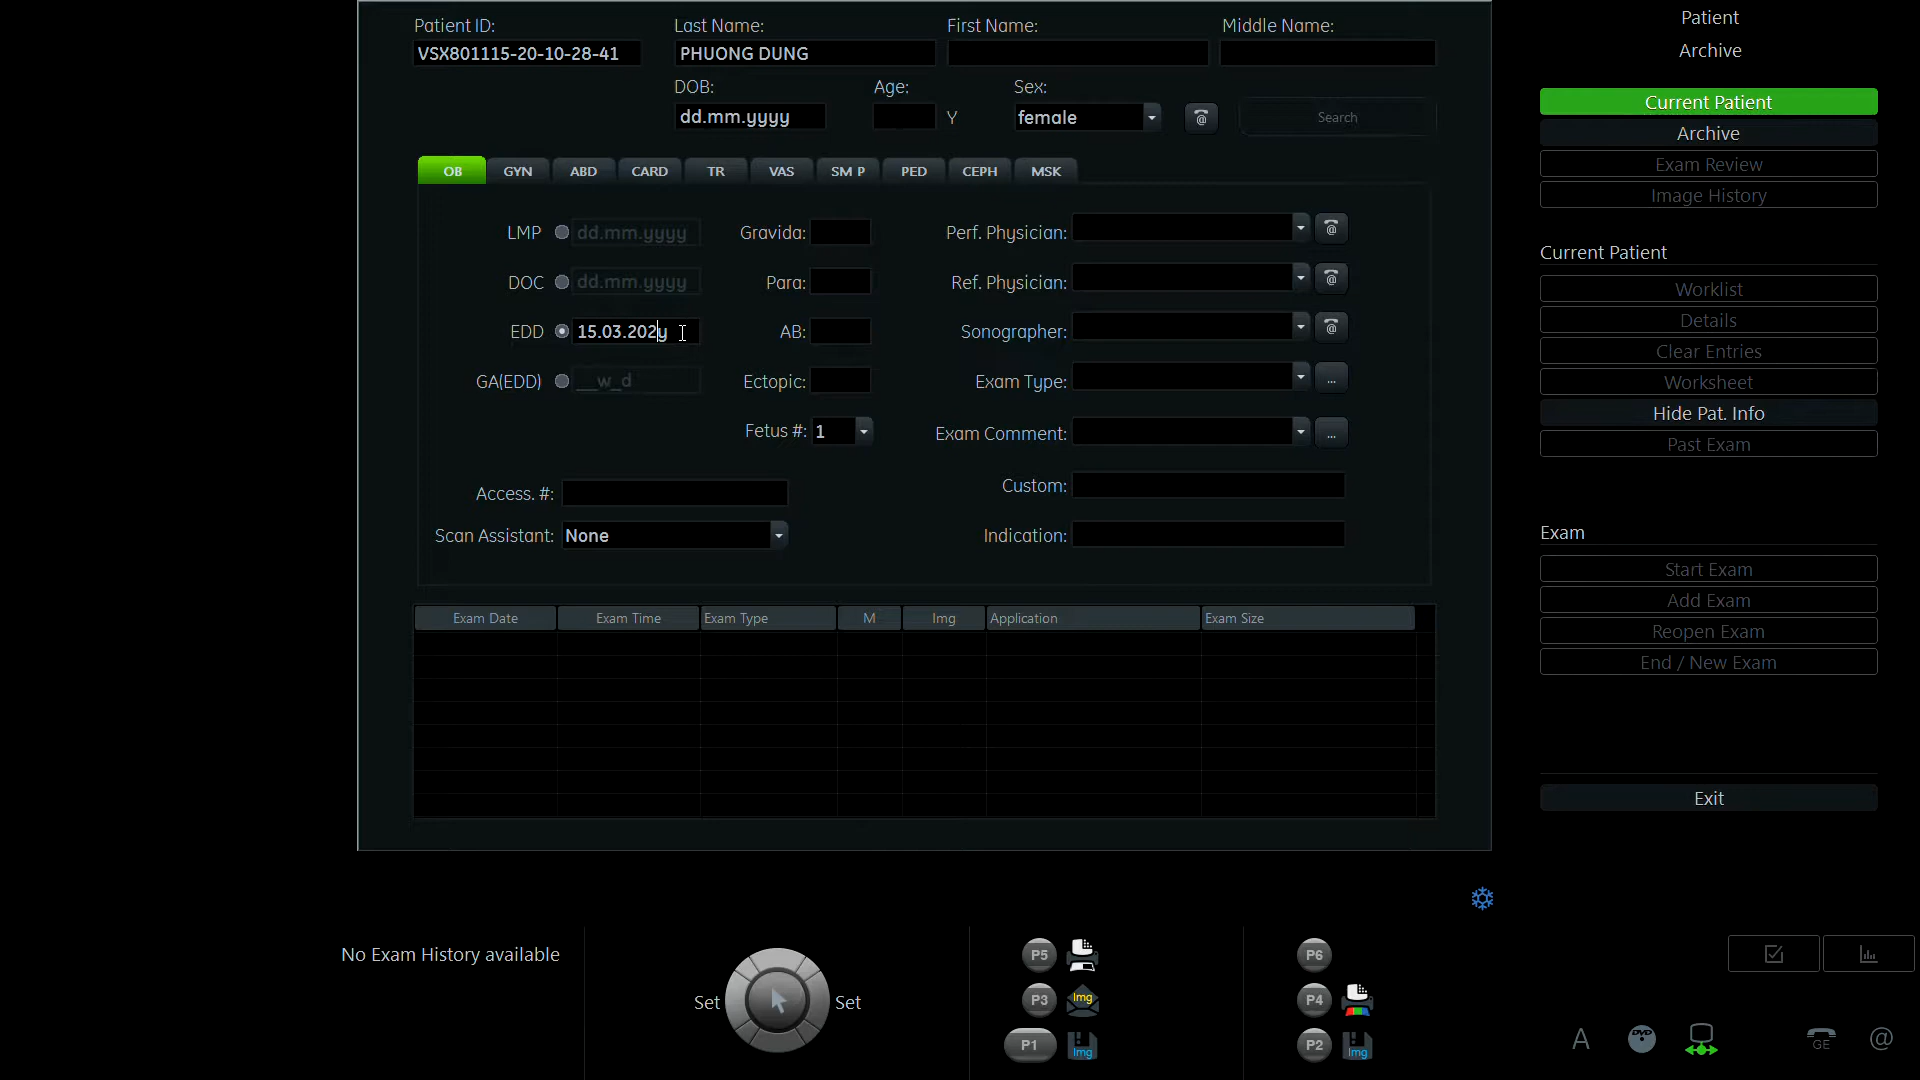 Patient ID: Last Name: First Name: Middle Name:
VSX801115-20-10-28-41 PHUONG DUNG
DOB: Age: Sex:
dd.mm.yyyy Y female @ Search
OB GYN ABD CARD TR VAS SM P PED CEPH MSK
LMP dd.mm.yyyy Gravida: Perf. Physician: @
DOC dd.mm.yyyy Para: Ref. Physician: @
EDD 15.03.202y AB: Sonographer: @
GA(EDD) __w_d Ectopic: Exam Type: ...
Fetus #: 1 Exam Comment: ...
Access. #: Custom:
Scan Assistant: None Indication:
Exam Date Exam Time Exam Type M Img Application Exam Size
Patient
Archive
Current Patient
Archive
Exam Review
Image History
Current Patient
Worklist
Details
Clear Entries
Worksheet
Hide Pat. Info
Past Exam
Exam
Start Exam
Add Exam
Reopen Exam
End / New Exam
Exit
No Exam History available
Set Set
P5 P6
P3 Img P4
P1 Img P2 Img
A DVD GE @